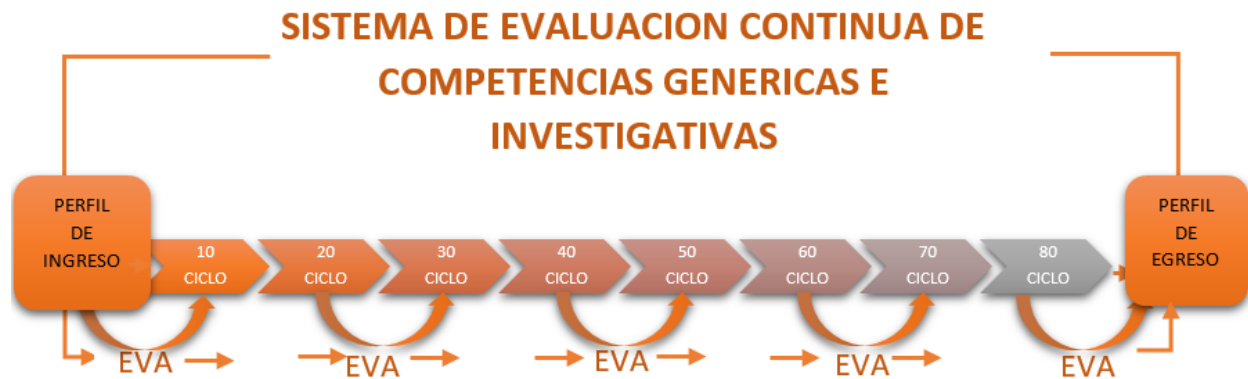 SISTEMA DE EVALUACION CONTINUA DE
COMPETENCIAS GENERICAS E
INVESTIGATIVAS
PERFIL
DE
INGRESO
10
CICLO
20
CICLO
30
CICLO
40
CICLO
50
CICLO
60
CICLO
70
CICLO
80
CICLO
PERFIL
DE
EGRESO
EVA
EVA
EVA
EVA
EVA